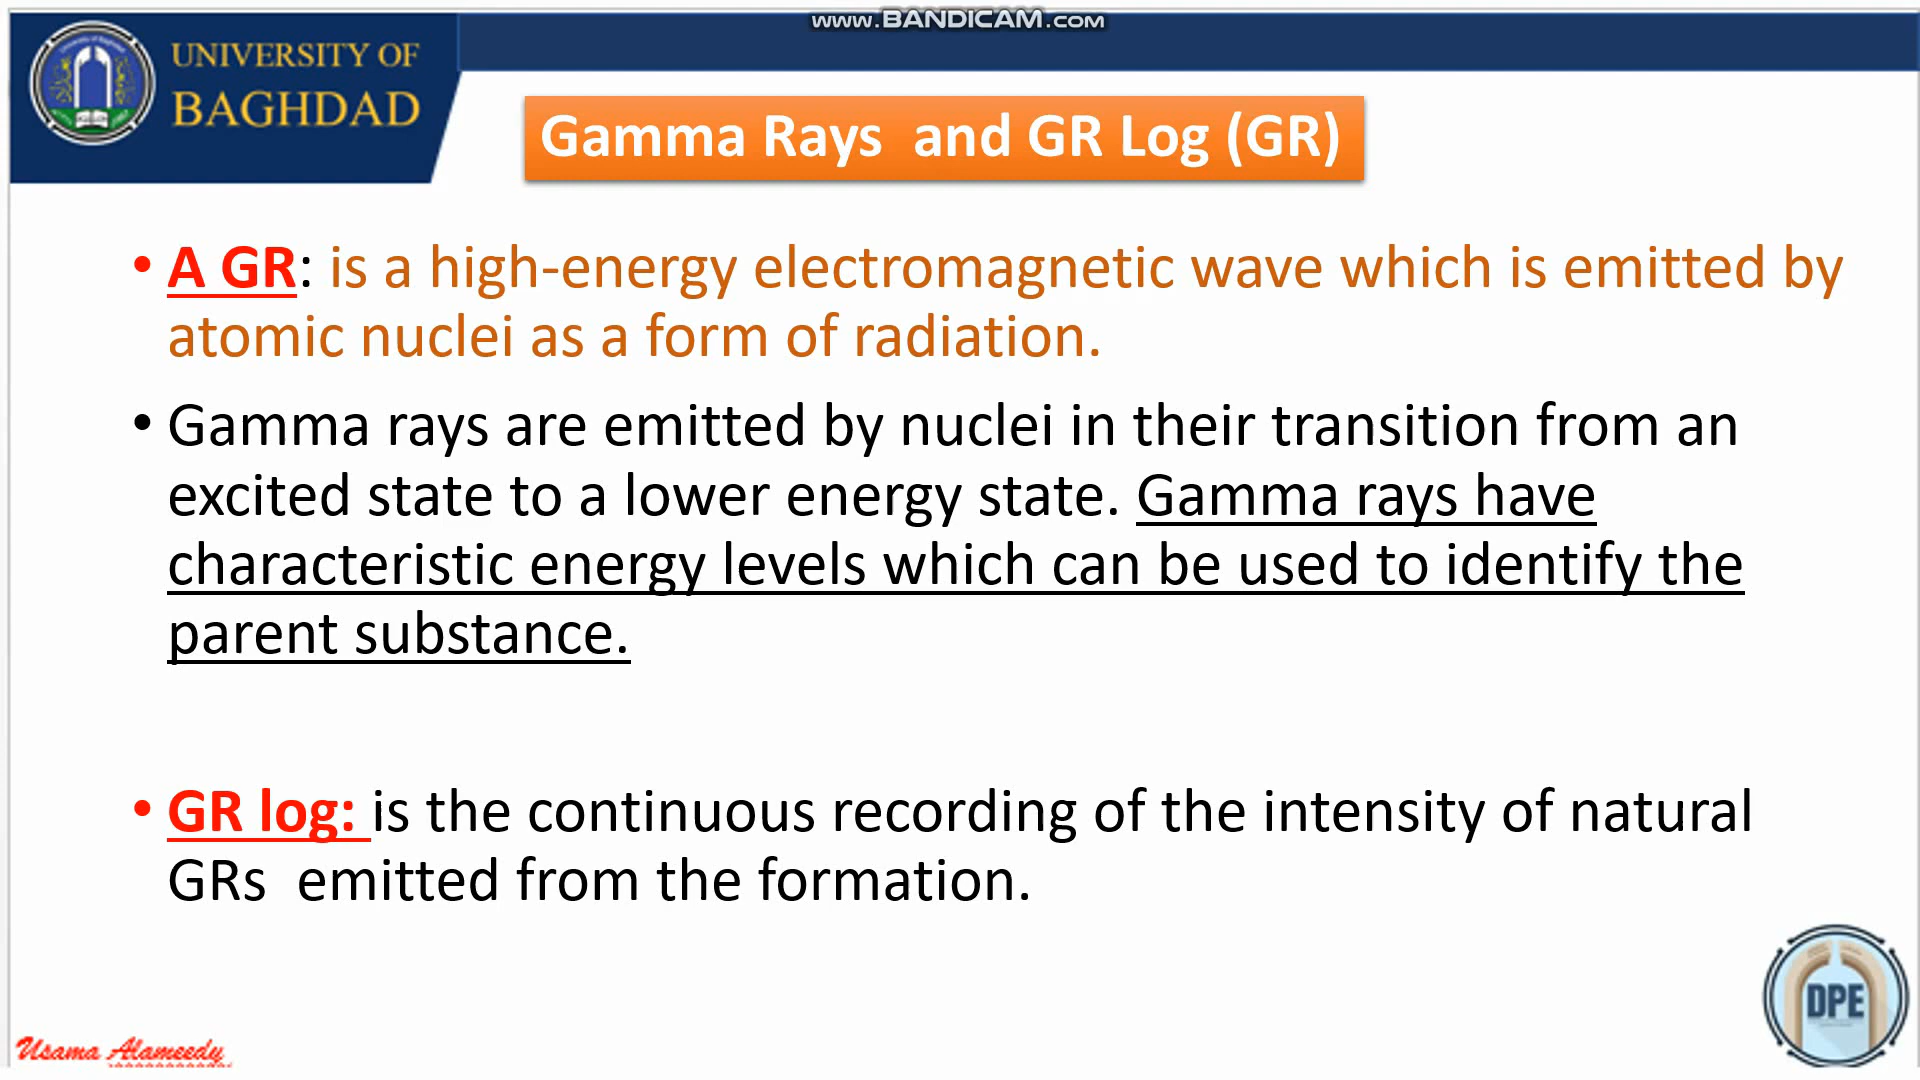 www.BANDICAM.com
UNIVERSITY OF
BAGHDAD
Gamma Rays  and GR Log (GR)
• A GR: is a high-energy electromagnetic wave which is emitted by
atomic nuclei as a form of radiation.
• Gamma rays are emitted by nuclei in their transition from an
excited state to a lower energy state. Gamma rays have
characteristic energy levels which can be used to identify the
parent substance.
• GR log: is the continuous recording of the intensity of natural
GRs  emitted from the formation.
DPE
Usama Alameedy